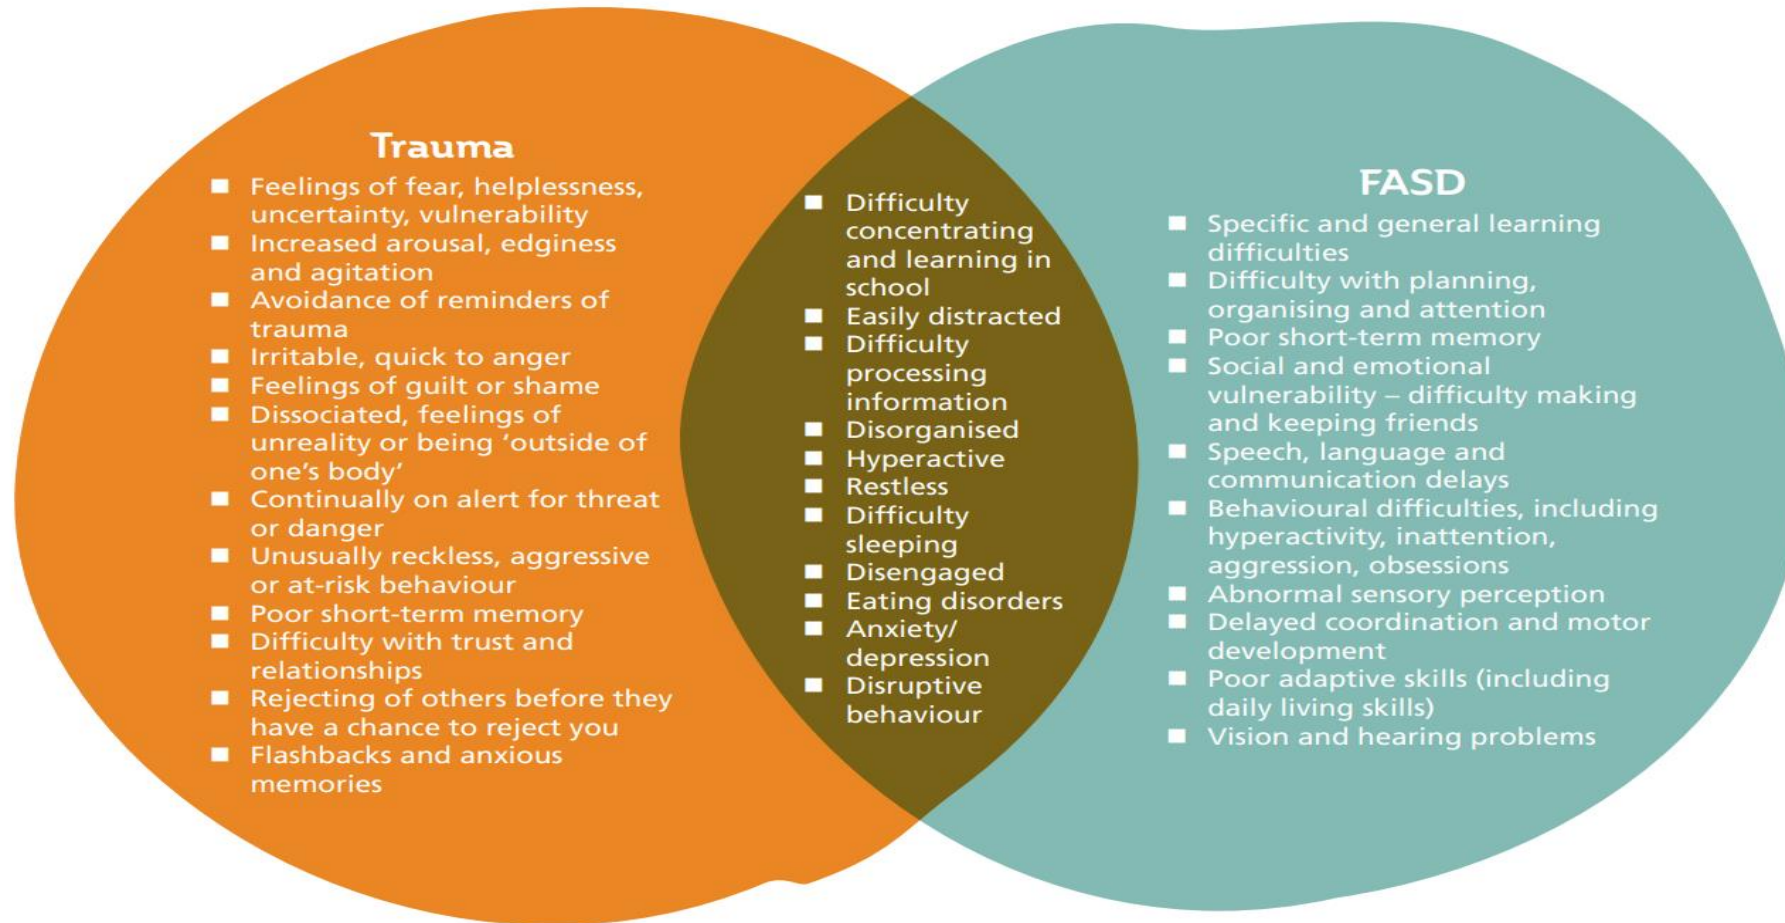 Trauma
■ Feelings of fear, helplessness,
uncertainty, vulnerability
■ Increased arousal, edginess
and agitation
■ Avoidance of reminders of
trauma
■ Irritable, quick to anger
■ Feelings of guilt or shame
■ Dissociated, feelings of
unreality or being ‘outside of
one’s body’
■ Continually on alert for threat
or danger
■ Unusually reckless, aggressive
or at-risk behaviour
■ Poor short-term memory
■ Difficulty with trust and
relationships
■ Rejecting of others before they
have a chance to reject you
■ Flashbacks and anxious
memories
■ Difficulty
concentrating
and learning in
school
■ Easily distracted
■ Difficulty
processing
information
■ Disorganised
■ Hyperactive
■ Restless
■ Difficulty
sleeping
■ Disengaged
■ Eating disorders
■ Anxiety/
depression
■ Disruptive
behaviour
FASD
■ Specific and general learning
difficulties
■ Difficulty with planning,
organising and attention
■ Poor short-term memory
■ Social and emotional
vulnerability – difficulty making
and keeping friends
■ Speech, language and
communication delays
■ Behavioural difficulties, including
hyperactivity, inattention,
aggression, obsessions
■ Abnormal sensory perception
■ Delayed coordination and motor
development
■ Poor adaptive skills (including
daily living skills)
■ Vision and hearing problems